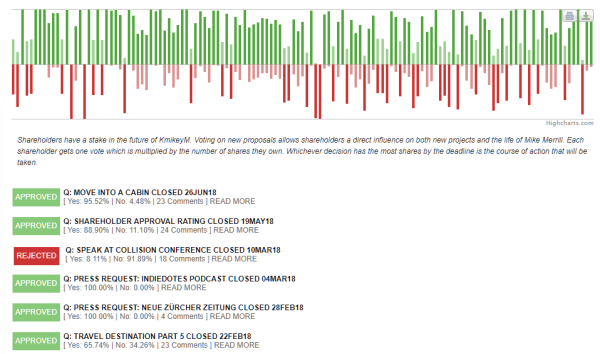 Highcharts.com
Shareholders have a stake in the future of KmikeyM. Voting on new proposals allows shareholders a direct influence on both new projects and the life of Mike Merrill. Each
shareholder gets one vote which is multiplied by the number of shares they own. Whichever decision has the most shares by the deadline is the course of action that will be
taken.
APPROVED Q: MOVE INTO A CABIN CLOSED 26JUN18
[ Yes: 95.52% | No: 4.48% | 23 Comments ] READ MORE
APPROVED Q: SHAREHOLDER APPROVAL RATING CLOSED 19MAY18
[ Yes: 88.90% | No: 11.10% | 24 Comments ] READ MORE
REJECTED Q: SPEAK AT COLLISION CONFERENCE CLOSED 10MAR18
[ Yes: 8.11% | No: 91.89% | 18 Comments ] READ MORE
APPROVED Q: PRESS REQUEST: INDIEDOTES PODCAST CLOSED 04MAR18
[ Yes: 100.00% | No: 0.00% ] READ MORE
APPROVED Q: PRESS REQUEST: NEUE ZÜRCHER ZEITUNG CLOSED 28FEB18
[ Yes: 100.00% | No: 0.00% | 4 Comments ] READ MORE
APPROVED Q: TRAVEL DESTINATION PART 5 CLOSED 22FEB18
[ Yes: 65.74% | No: 34.26% | 23 Comments ] READ MORE